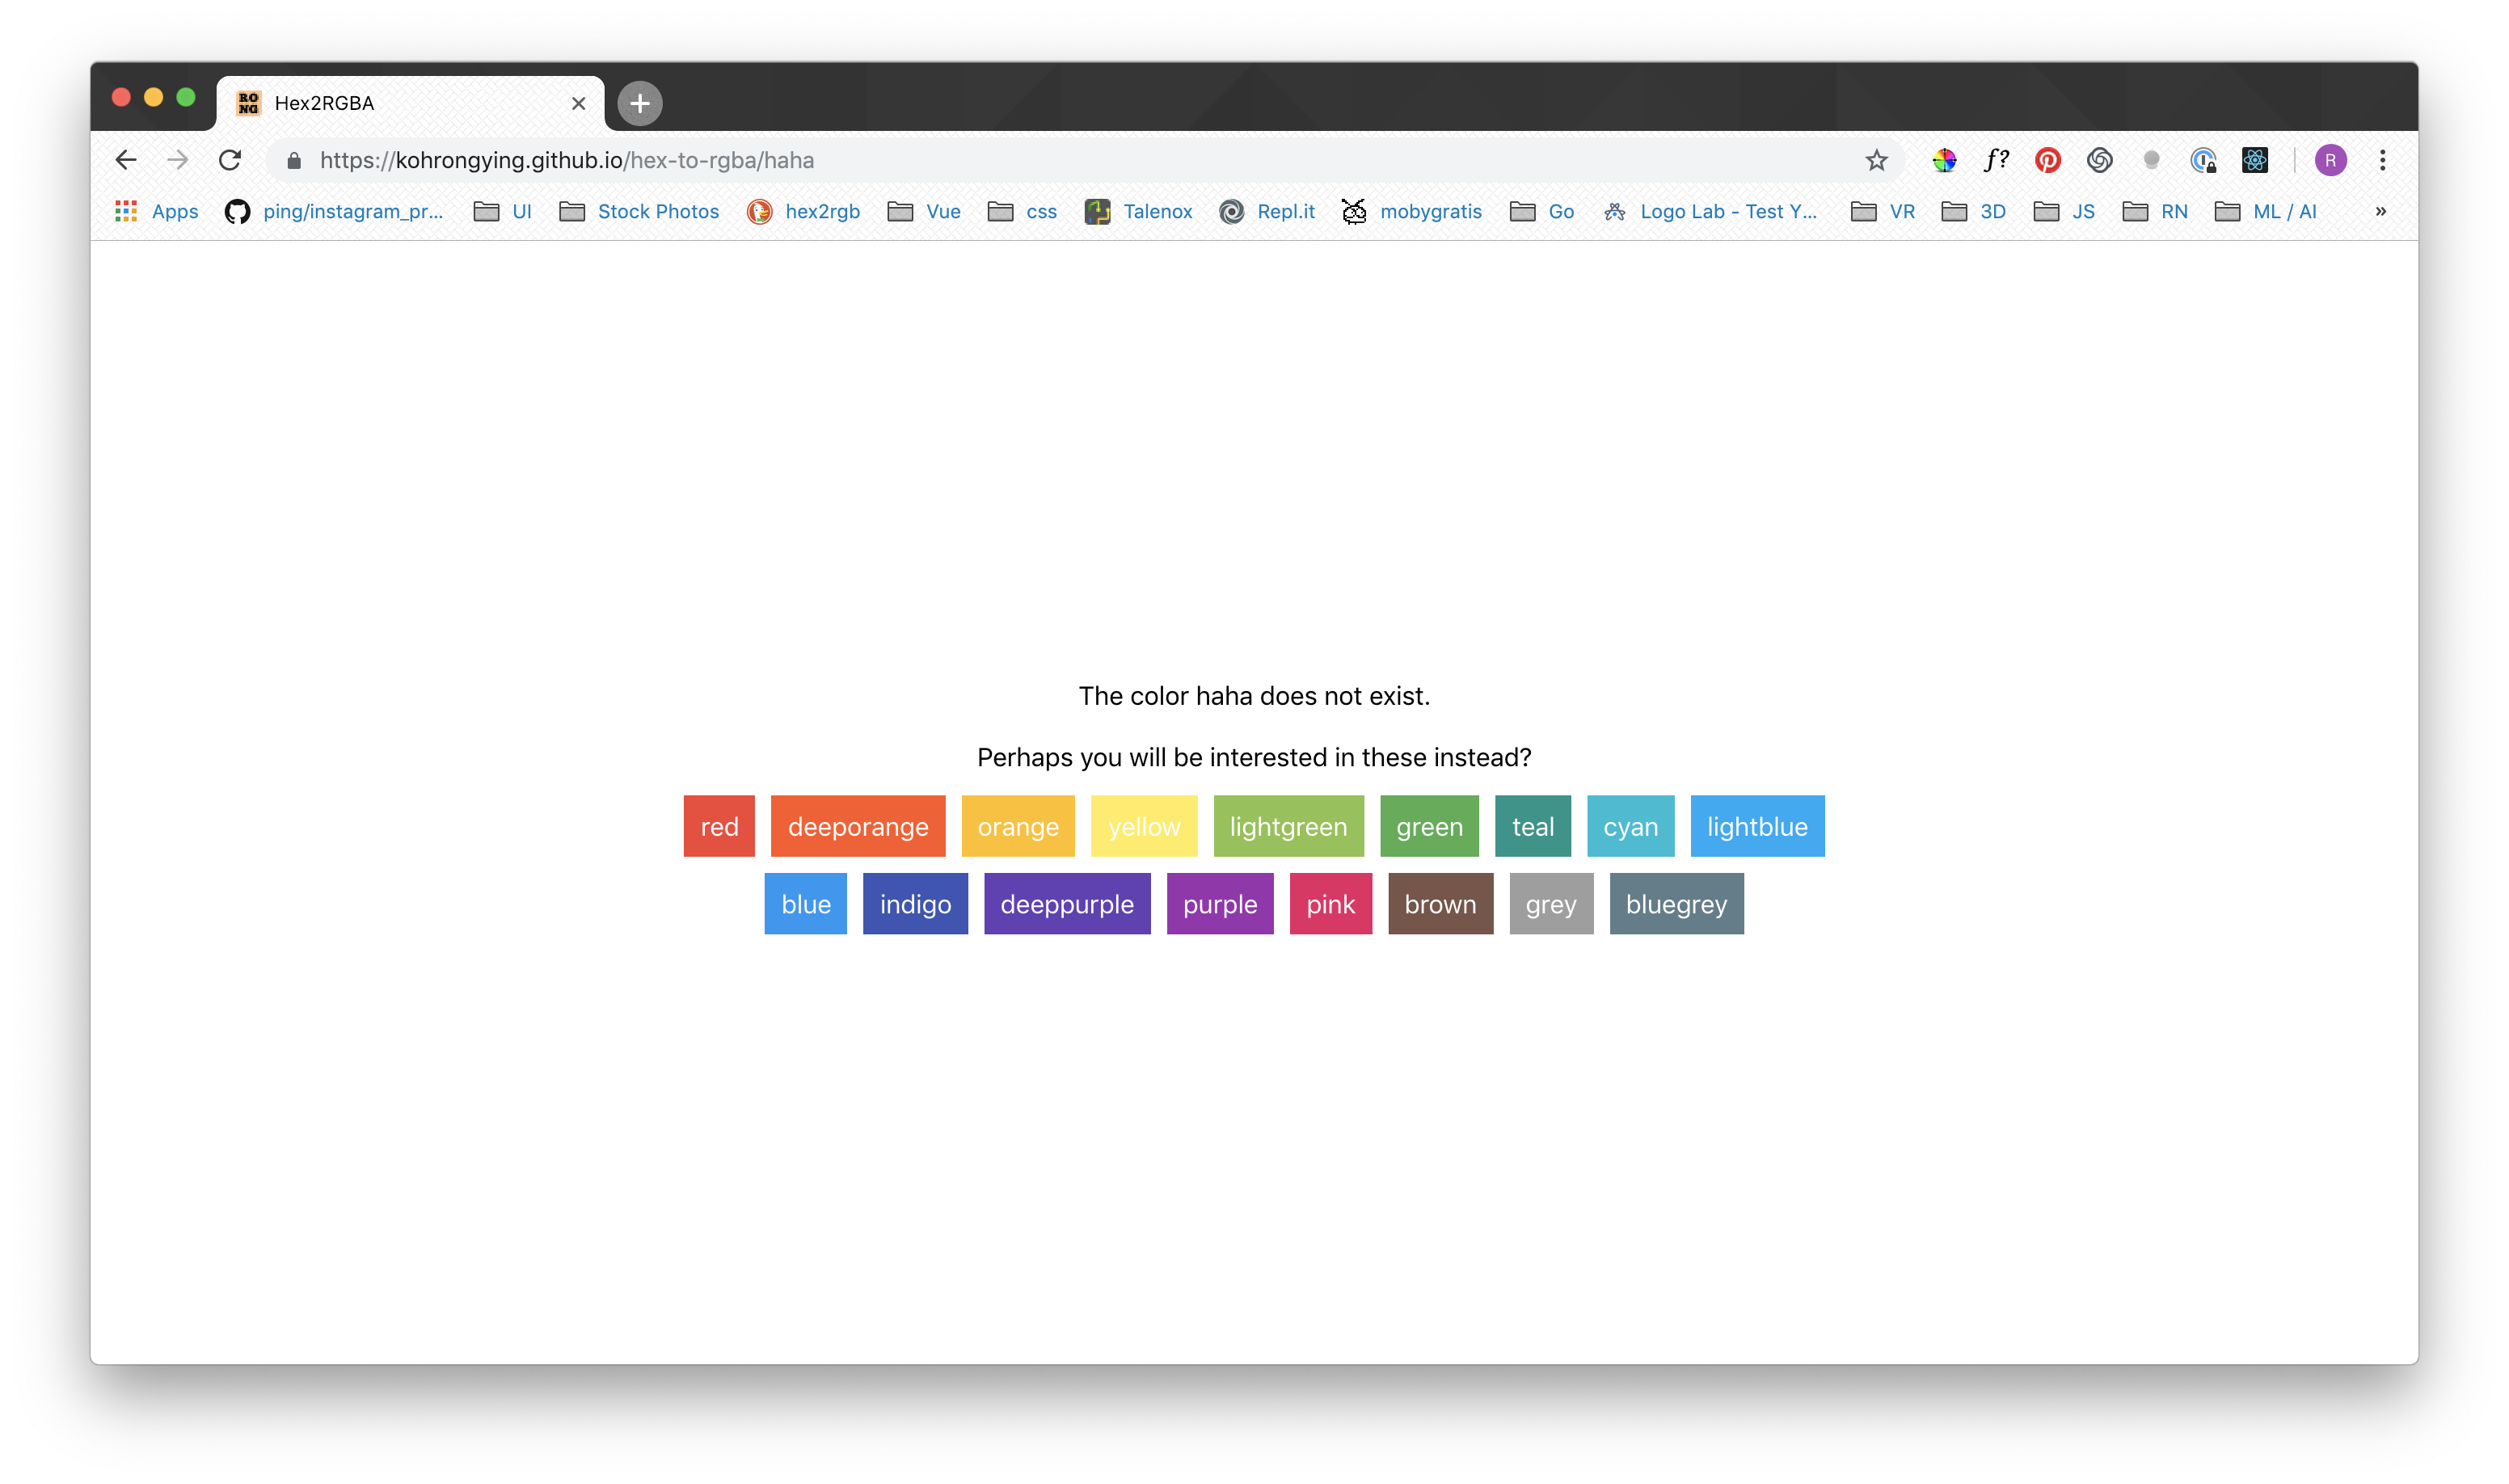 RO
NG
Hex2RGBA
https://kohrongying.github.io/hex-to-rgba/haha
f?
R
Apps ping/instagram_pr... UI Stock Photos hex2rgb Vue css Talenox Repl.it mobygratis Go Logo Lab - Test Y... VR 3D JS RN ML / AI »
The color haha does not exist.
Perhaps you will be interested in these instead?
red deeporange orange yellow lightgreen green teal cyan lightblue
blue indigo deeppurple purple pink brown grey bluegrey